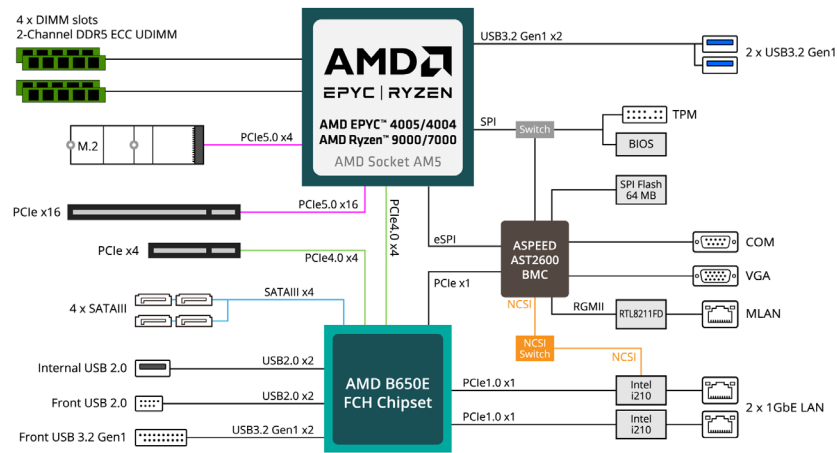 4 x DIMM slots
2-Channel DDR5 ECC UDIMM
AMD
EPYC | RYZEN
AMD EPYC™ 4005/4004
AMD Ryzen™ 9000/7000
AMD Socket AM5
USB3.2 Gen1 x2
2 x USB3.2 Gen1
SPI
Switch
TPM
BIOS
M.2
PCIe5.0 x4
SPI Flash
64 MB
PCIe x16
PCIe5.0 x16
PCIe4.0 x4
PCIe x4
PCIe4.0 x4
eSPI
ASPEED
AST2600
BMC
COM
VGA
PCIe x1
4 x SATAIII
SATAIII x4
NCSI
RGMII
RTL8211FD
MLAN
NCSI
Switch
NCSI
Internal USB 2.0
USB2.0 x2
AMD B650E
FCH Chipset
PCIe1.0 x1
Intel
i210
Front USB 2.0
USB2.0 x2
2 x 1GbE LAN
PCIe1.0 x1
Intel
i210
Front USB 3.2 Gen1
USB3.2 Gen1 x2